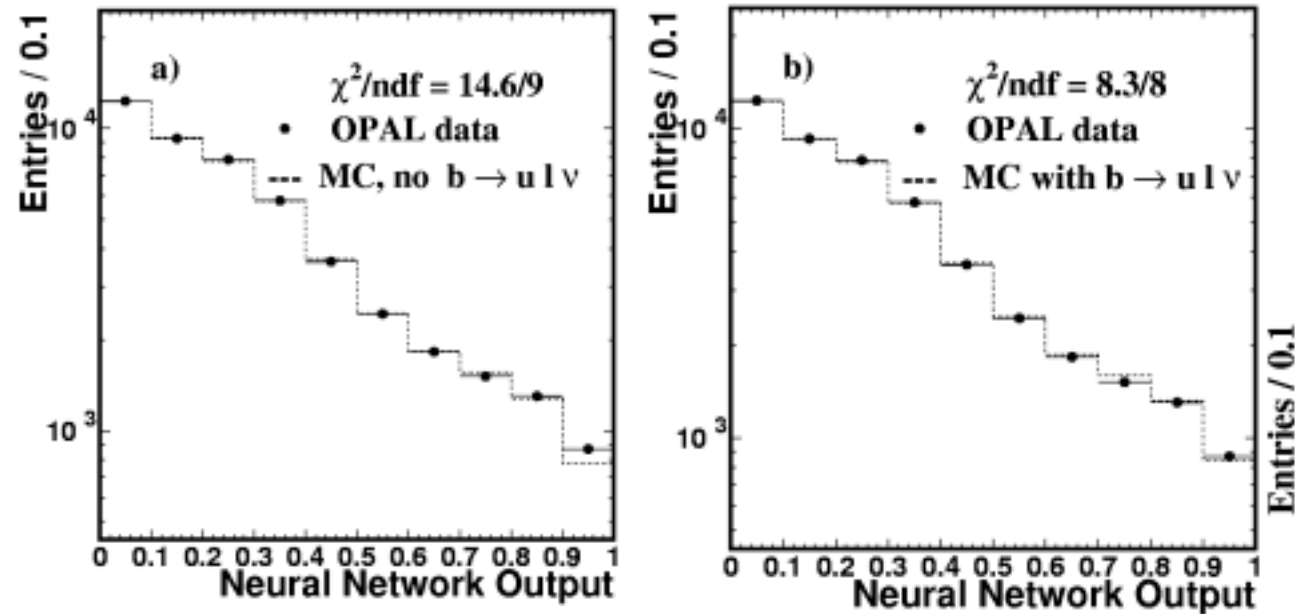 Entries / 0.1
a)
χ²/ndf = 14.6/9
OPAL data
MC, no b → u l ν
10⁴
10³
0 0.1 0.2 0.3 0.4 0.5 0.6 0.7 0.8 0.9 1
Neural Network Output
Entries / 0.1
b)
χ²/ndf = 8.3/8
OPAL data
MC with b → u l ν
10⁴
10³
0 0.1 0.2 0.3 0.4 0.5 0.6 0.7 0.8 0.9 1
Neural Network Output
Entries / 0.1